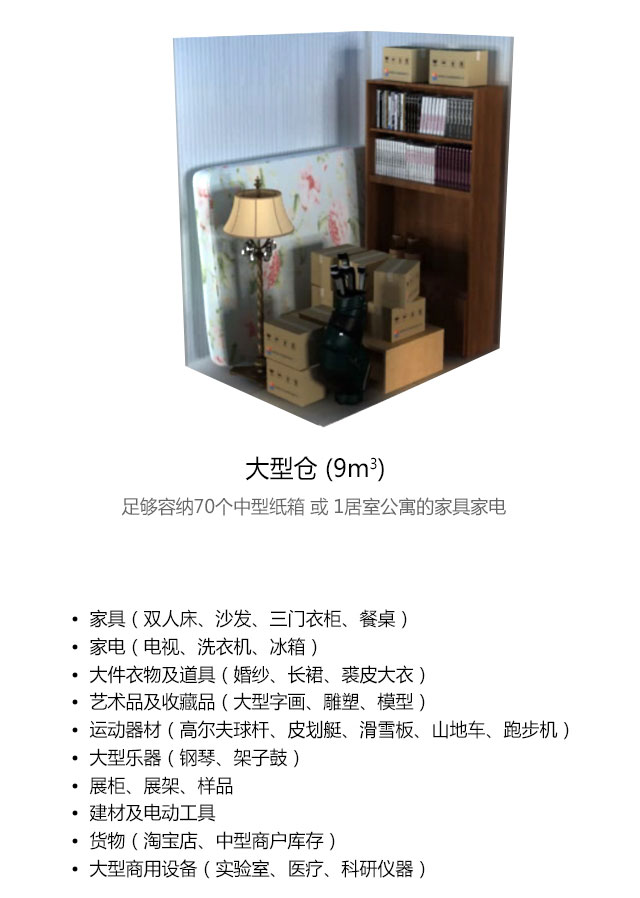 大型仓 (9m³)
足够容纳70个中型纸箱 或 1居室公寓的家具家电
• 家具（双人床、沙发、三门衣柜、餐桌）
• 家电（电视、洗衣机、冰箱）
• 大件衣物及道具（婚纱、长裙、裘皮大衣）
• 艺术品及收藏品（大型字画、雕塑、模型）
• 运动器材（高尔夫球杆、皮划艇、滑雪板、山地车、跑步机）
• 大型乐器（钢琴、架子鼓）
• 展柜、展架、样品
• 建材及电动工具
• 货物（淘宝店、中型商户库存）
• 大型商用设备（实验室、医疗、科研仪器）